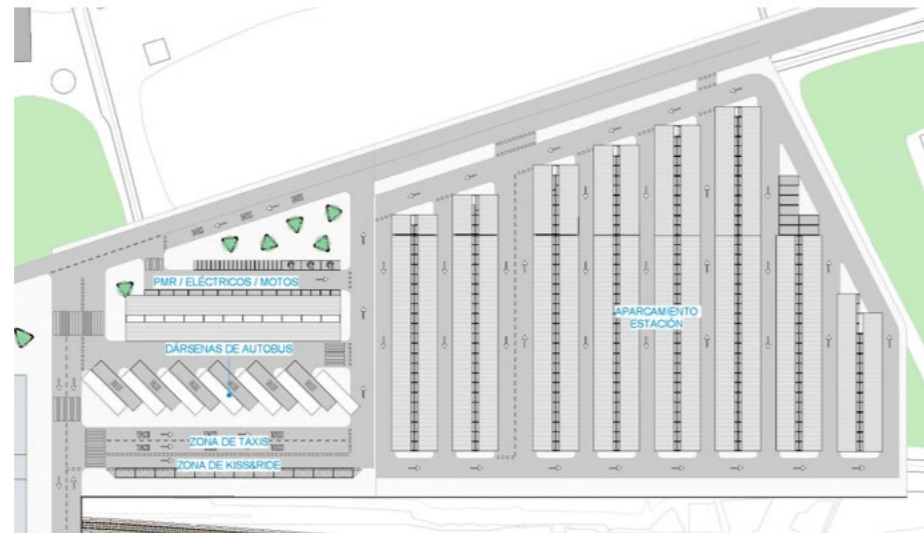 PMR / ELÉCTRICOS / MOTOS
APARCAMIENTO
ESTACIÓN
DÁRSENAS DE AUTOBUS
ZONA DE TAXIS
ZONA DE KISS&RIDE